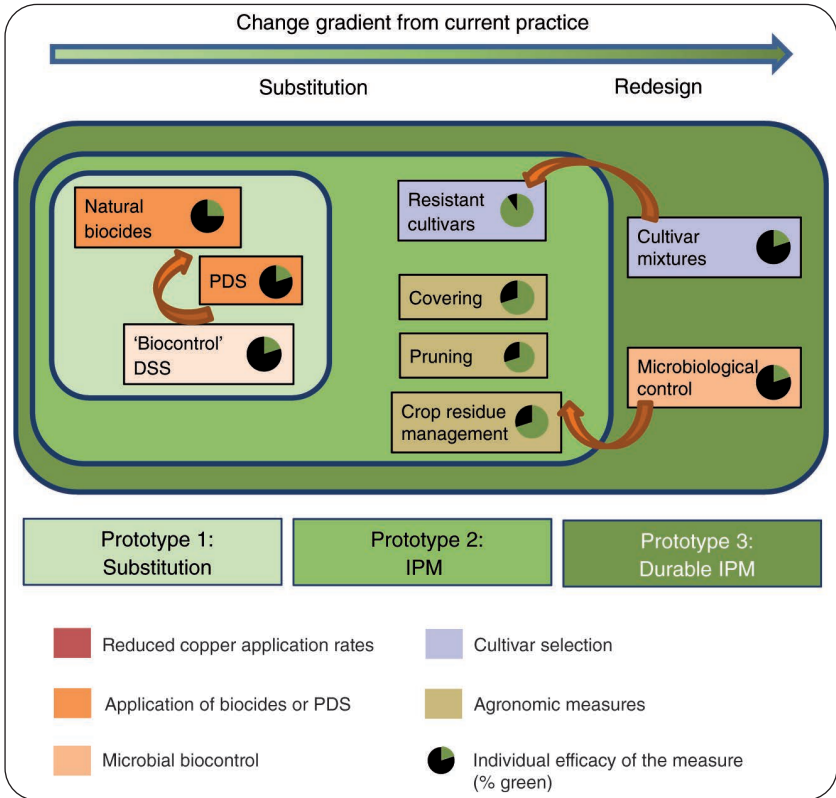 Change gradient from current practice
Substitution
Redesign
Natural
biocides
PDS
‘Biocontrol’
DSS
Resistant
cultivars
Covering
Pruning
Crop residue
management
Cultivar
mixtures
Microbiological
control
Prototype 1:
Substitution
Prototype 2:
IPM
Prototype 3:
Durable IPM
Reduced copper application rates
Application of biocides or PDS
Microbial biocontrol
Cultivar selection
Agronomic measures
Individual efficacy of the measure
(% green)